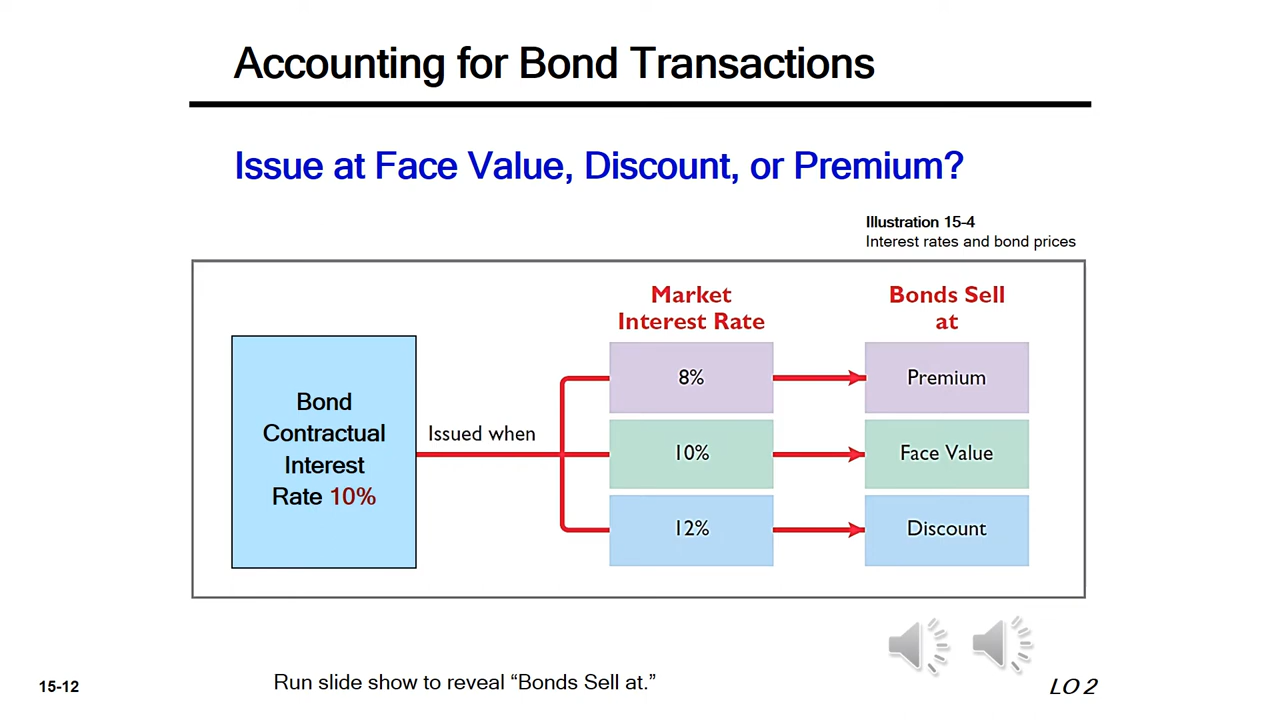 Accounting for Bond Transactions
Issue at Face Value, Discount, or Premium?
Illustration 15-4
Interest rates and bond prices
Market
Interest Rate
Bonds Sell
at
Bond
Contractual
Interest
Rate 10%
Issued when
8%
Premium
10%
Face Value
12%
Discount
15-12
Run slide show to reveal “Bonds Sell at.”
LO 2